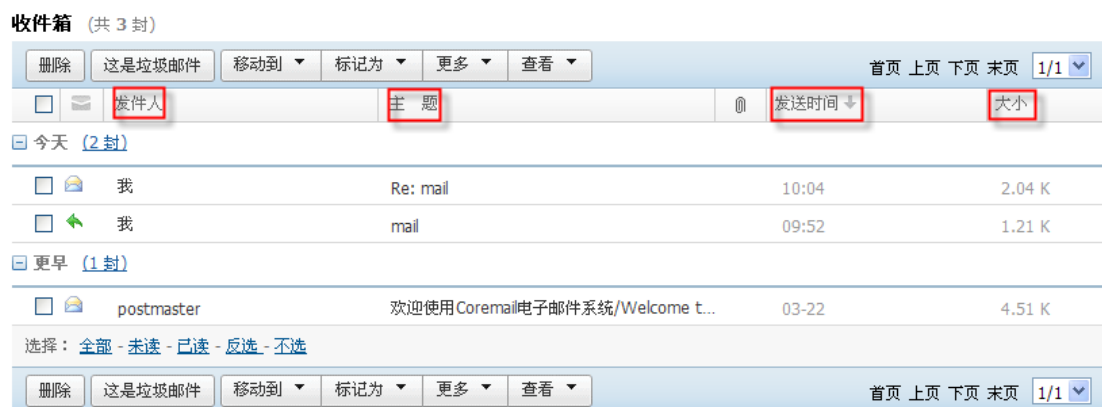 收件箱 (共 3 封)
删除 这是垃圾邮件 移动到 标记为 更多 查看 首页 上页 下页 末页 1/1
发件人 主 题 发送时间 大小
今天 (2 封)
我 Re: mail 10:04 2.04 K
我 mail 09:52 1.21 K
更早 (1 封)
postmaster 欢迎使用Coremail电子邮件系统/Welcome t... 03-22 4.51 K
选择： 全部 - 未读 - 已读 - 反选 - 不选
删除 这是垃圾邮件 移动到 标记为 更多 查看 首页 上页 下页 末页 1/1